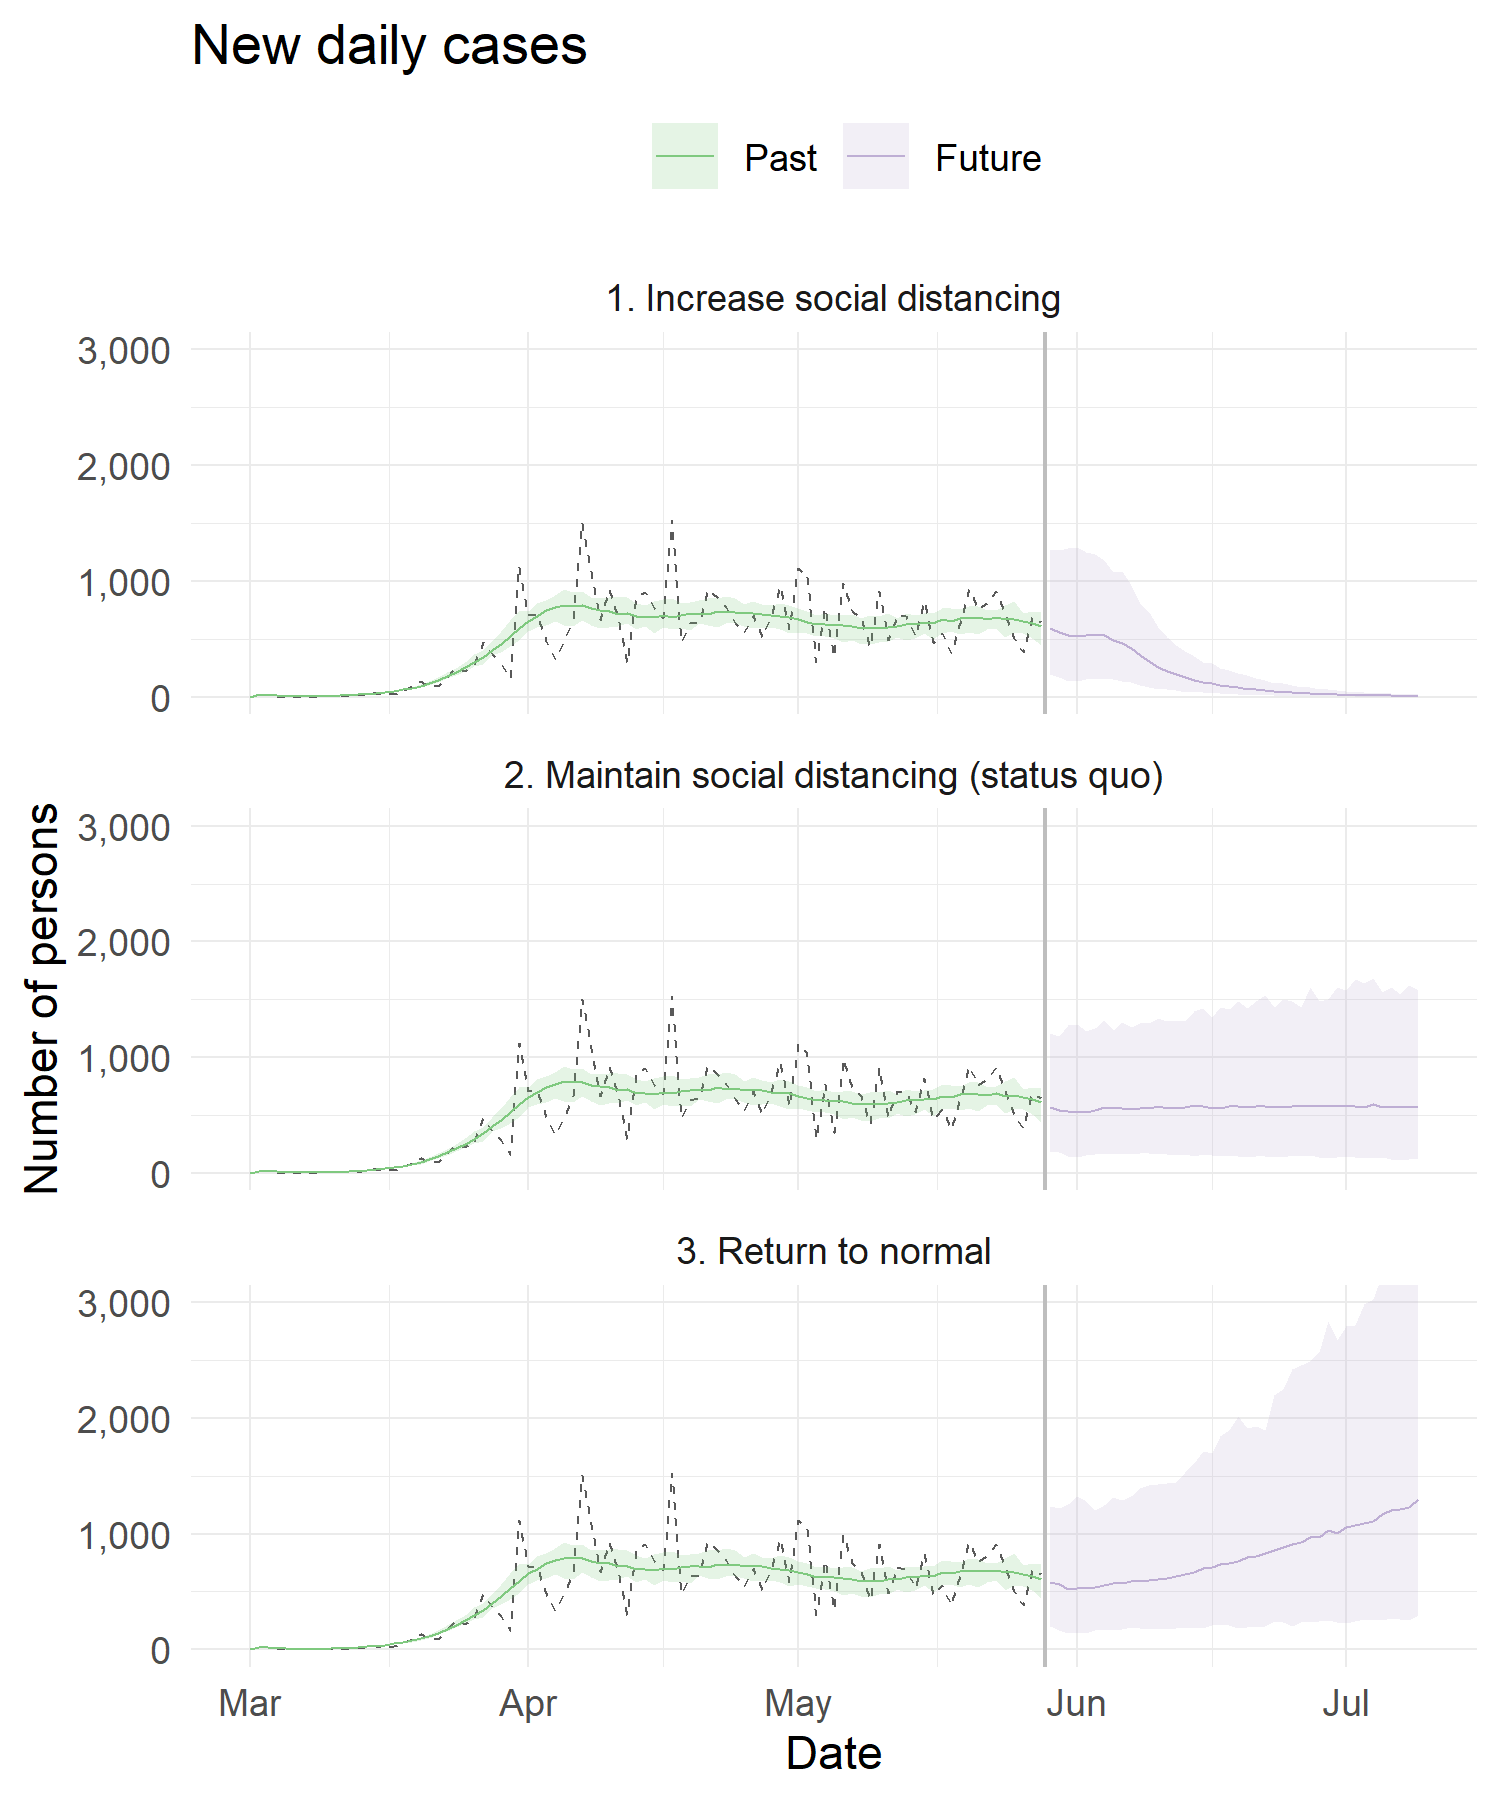 New daily cases
Past
Future
1. Increase social distancing
3,000
2,000
1,000
0
2. Maintain social distancing (status quo)
3,000
2,000
1,000
0
Number of persons
3. Return to normal
3,000
2,000
1,000
0
Mar
Apr
May
Jun
Jul
Date